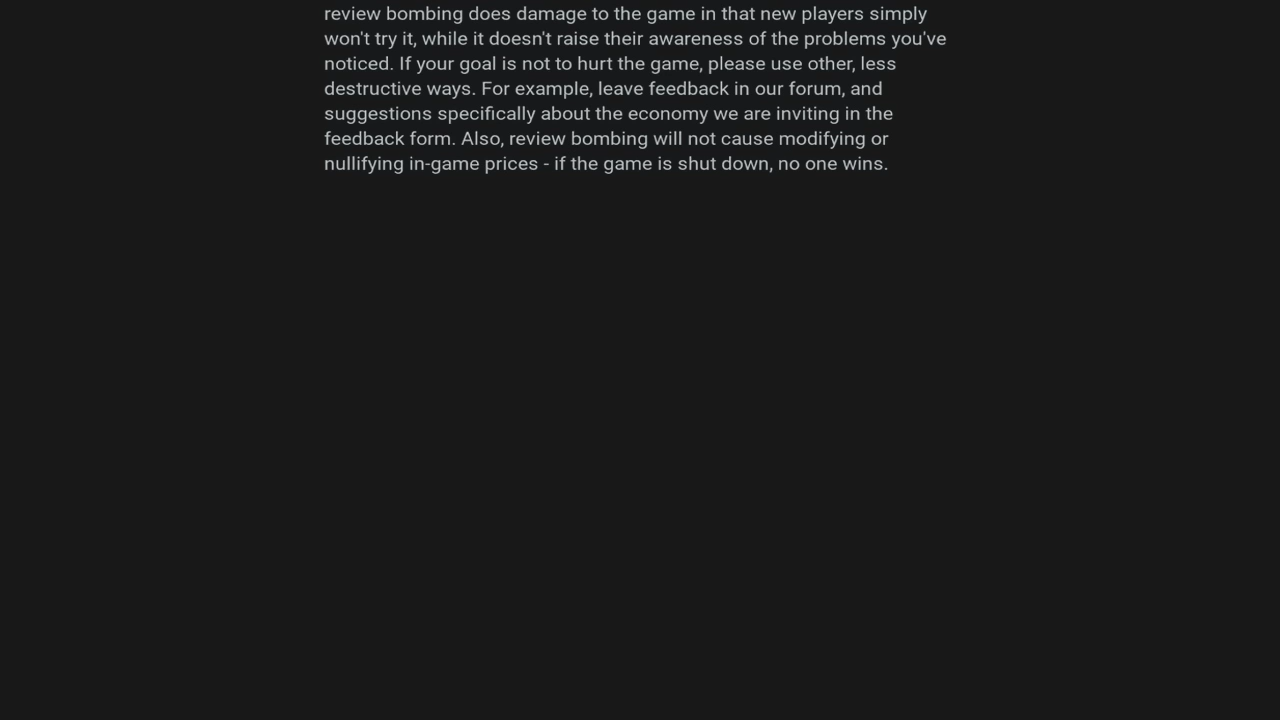 review bombing does damage to the game in that new players simply
won't try it, while it doesn't raise their awareness of the problems you've
noticed. If your goal is not to hurt the game, please use other, less
destructive ways. For example, leave feedback in our forum, and
suggestions specifically about the economy we are inviting in the
feedback form. Also, review bombing will not cause modifying or
nullifying in-game prices - if the game is shut down, no one wins.